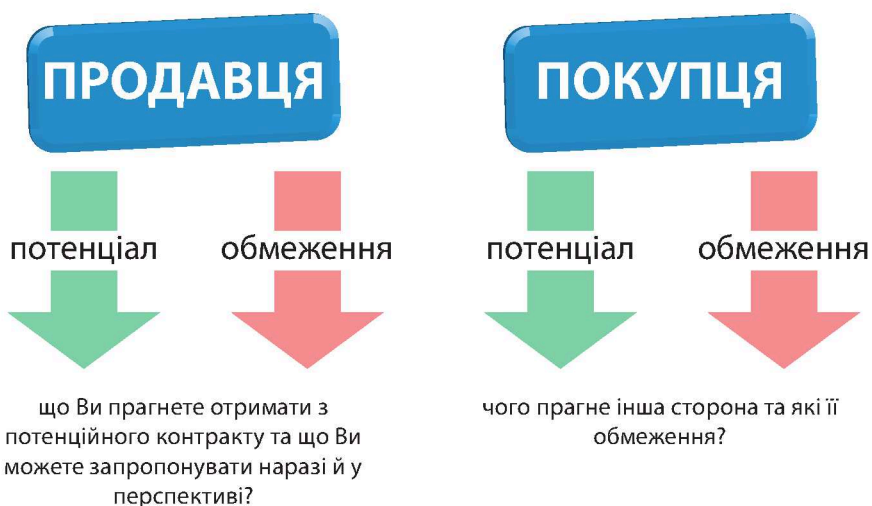 ПРОДАВЦЯ
потенціал
обмеження
що Ви прагнете отримати з
потенційного контракту та що Ви
можете запропонувати наразі й у
перспективі?
ПОКУПЦЯ
потенціал
обмеження
чого прагне інша сторона та які її
обмеження?